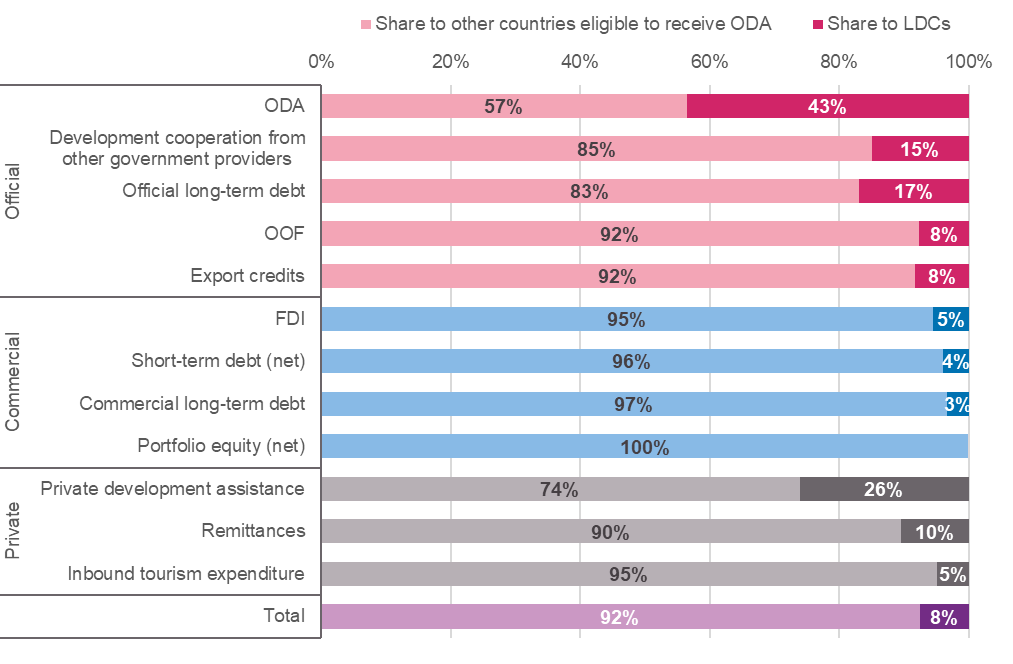 Share to other countries eligible to receive ODA Share to LDCs
0% 20% 40% 60% 80% 100%
Official
ODA 57% 43%
Development cooperation from
other government providers 85% 15%
Official long-term debt 83% 17%
OOF 92% 8%
Export credits 92% 8%
Commercial
FDI 95% 5%
Short-term debt (net) 96% 4%
Commercial long-term debt 97% 3%
Portfolio equity (net) 100%
Private
Private development assistance 74% 26%
Remittances 90% 10%
Inbound tourism expenditure 95% 5%
Total 92% 8%